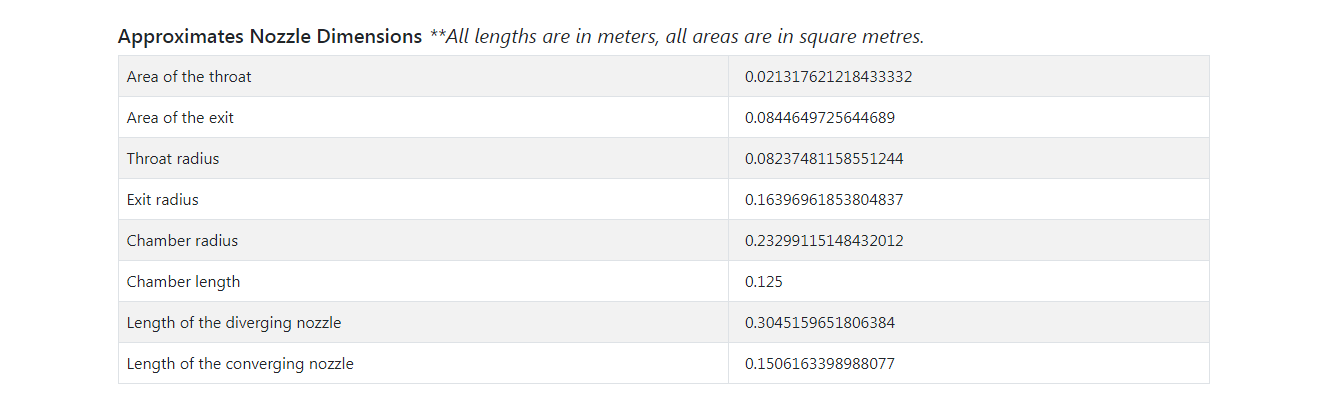 Approximates Nozzle Dimensions **All lengths are in meters, all areas are in square metres.
Area of the throat 0.021317621218433332
Area of the exit 0.0844649725644689
Throat radius 0.08237481158551244
Exit radius 0.16396961853804837
Chamber radius 0.23299115148432012
Chamber length 0.125
Length of the diverging nozzle 0.3045159651806384
Length of the converging nozzle 0.1506163398988077